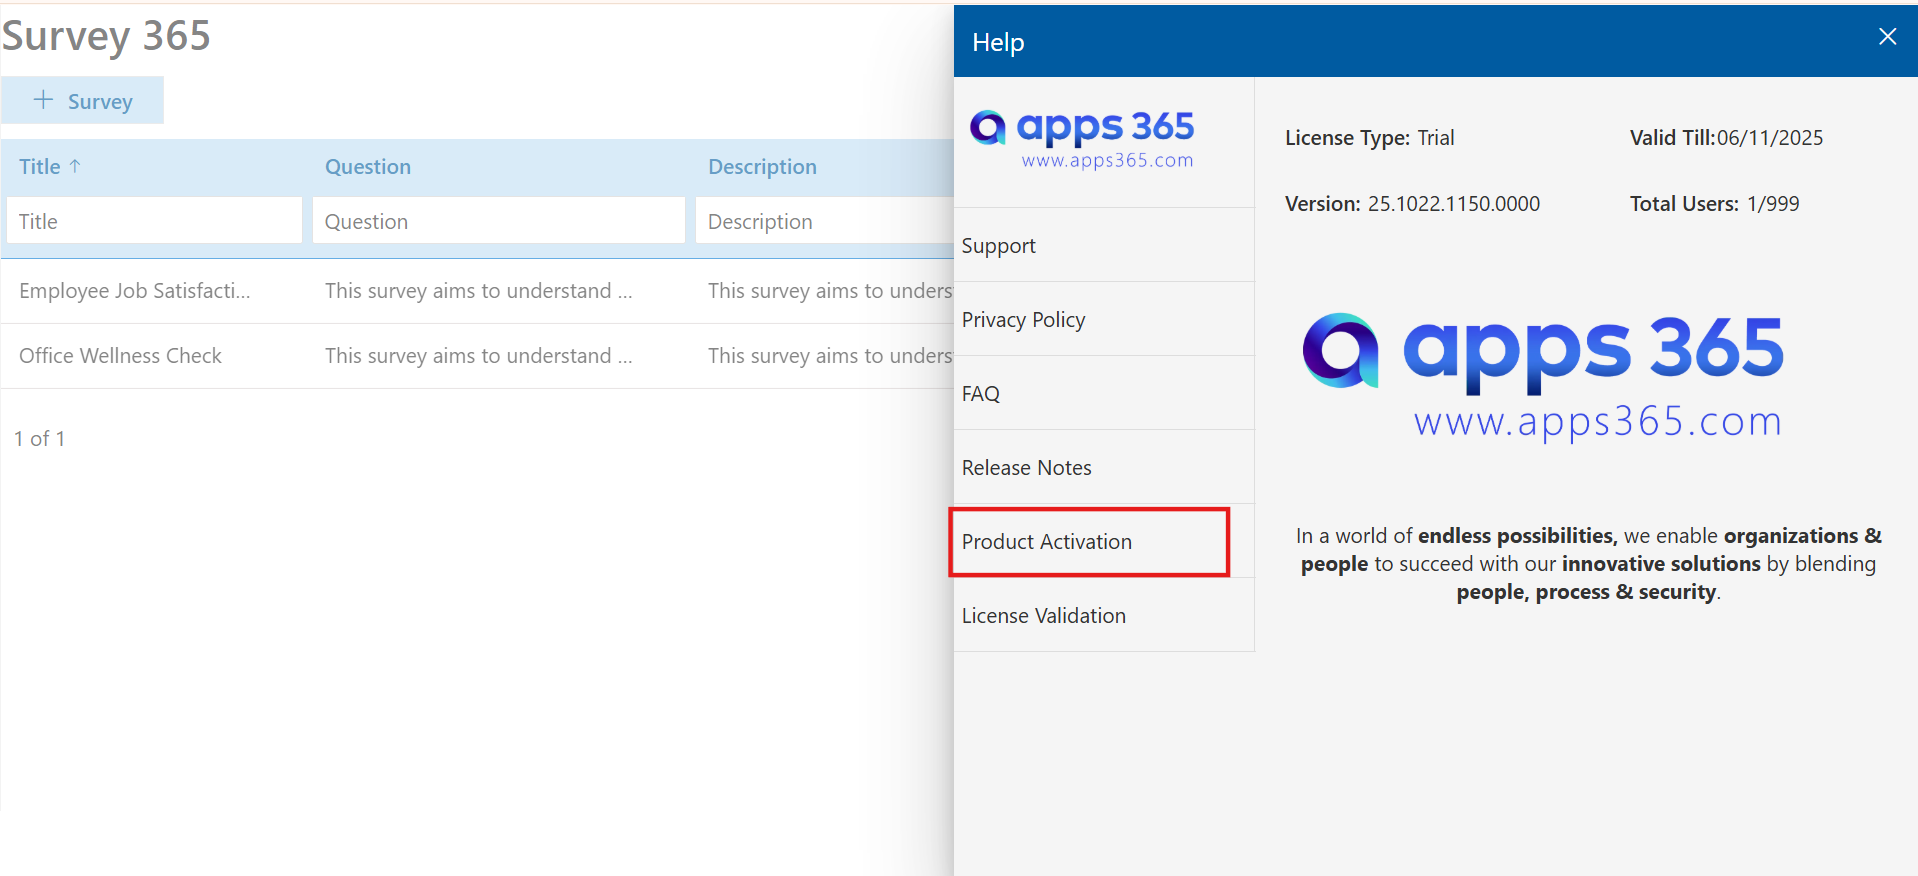 Survey 365
+ Survey
Title ↑ Question Description
Title Question Description
Employee Job Satisfacti... This survey aims to understand ... This survey aims to unders
Office Wellness Check This survey aims to understand ... This survey aims to unders
1 of 1
Help
apps 365
www.apps365.com
Support
Privacy Policy
FAQ
Release Notes
Product Activation
License Validation
License Type: Trial Valid Till:06/11/2025
Version: 25.1022.1150.0000 Total Users: 1/999
apps 365
www.apps365.com
In a world of endless possibilities, we enable organizations &
people to succeed with our innovative solutions by blending
people, process & security.